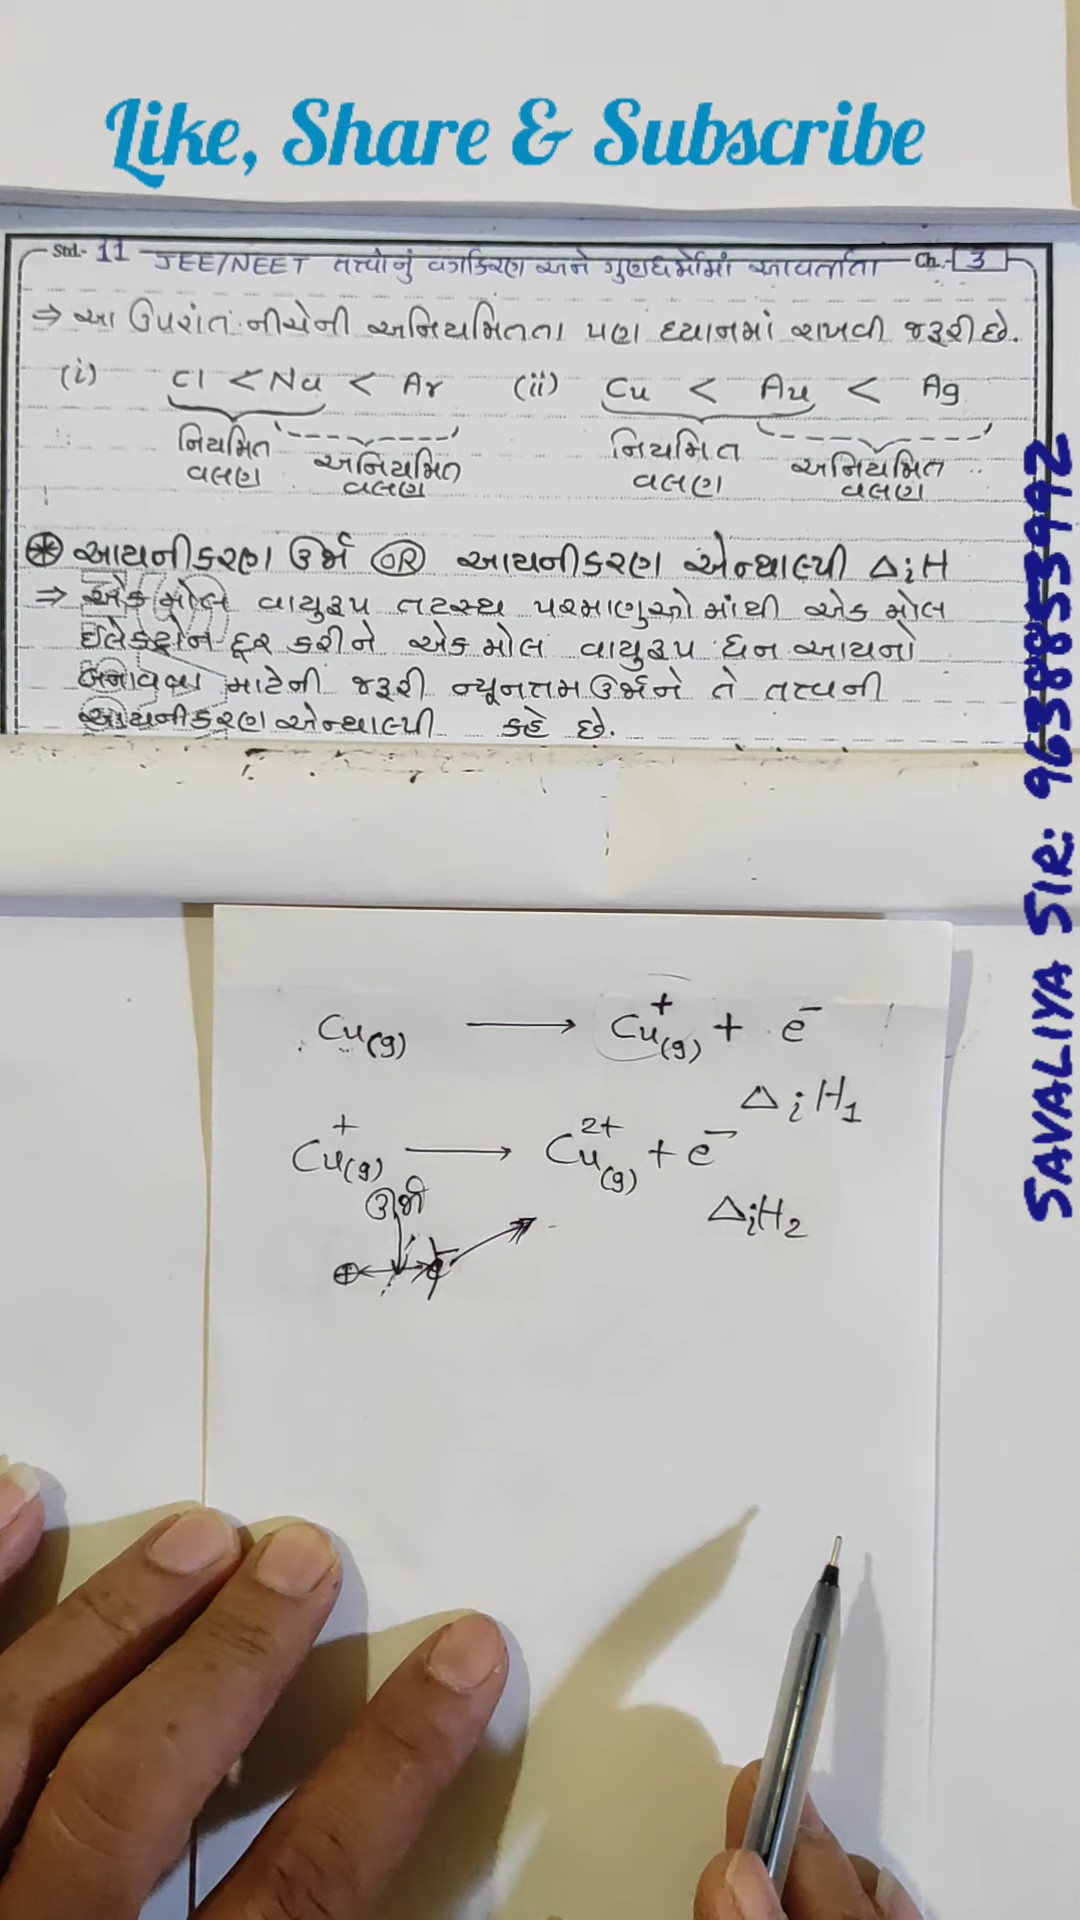 Like, Share & Subscribe
Std.- 11 JEE/NEET તત્ત્વોનું વર્ગીકરણ અને ગુણધર્મોમાં આવર્તતા Ch.- 3
⇒ આ ઉપરાંત નીચેની અનિયમિતતા પણ ધ્યાનમાં રાખવી જરૂરી છે.
(i) Cl < Na < Ar (ii) Cu < Au < Ag
નિયમિત વલણ અનિયમિત વલણ નિયમિત વલણ અનિયમિત વલણ
⊛ આયનીકરણ ઉર્જા OR આયનીકરણ એન્થાલ્પી ΔiH
⇒ એક મોલ વાયુરૂપ તટસ્થ પરમાણુઓમાંથી એક મોલ
ઈલેક્ટ્રોન દૂર કરીને એક મોલ વાયુરૂપ ધન આયનો
બનાવવા માટેની જરૂરી ન્યૂનત્તમ ઉર્જાને તે તત્ત્વની
આયનીકરણ એન્થાલ્પી કહે છે.
Cu(g) ⟶ Cu⁺(g) + e⁻
ΔiH₁
Cu⁺(g) ⟶ Cu²⁺(g) + e⁻
ΔiH₂
ઉર્જા
⊕ e⁻
SAVALIYA SIR: 9638853992